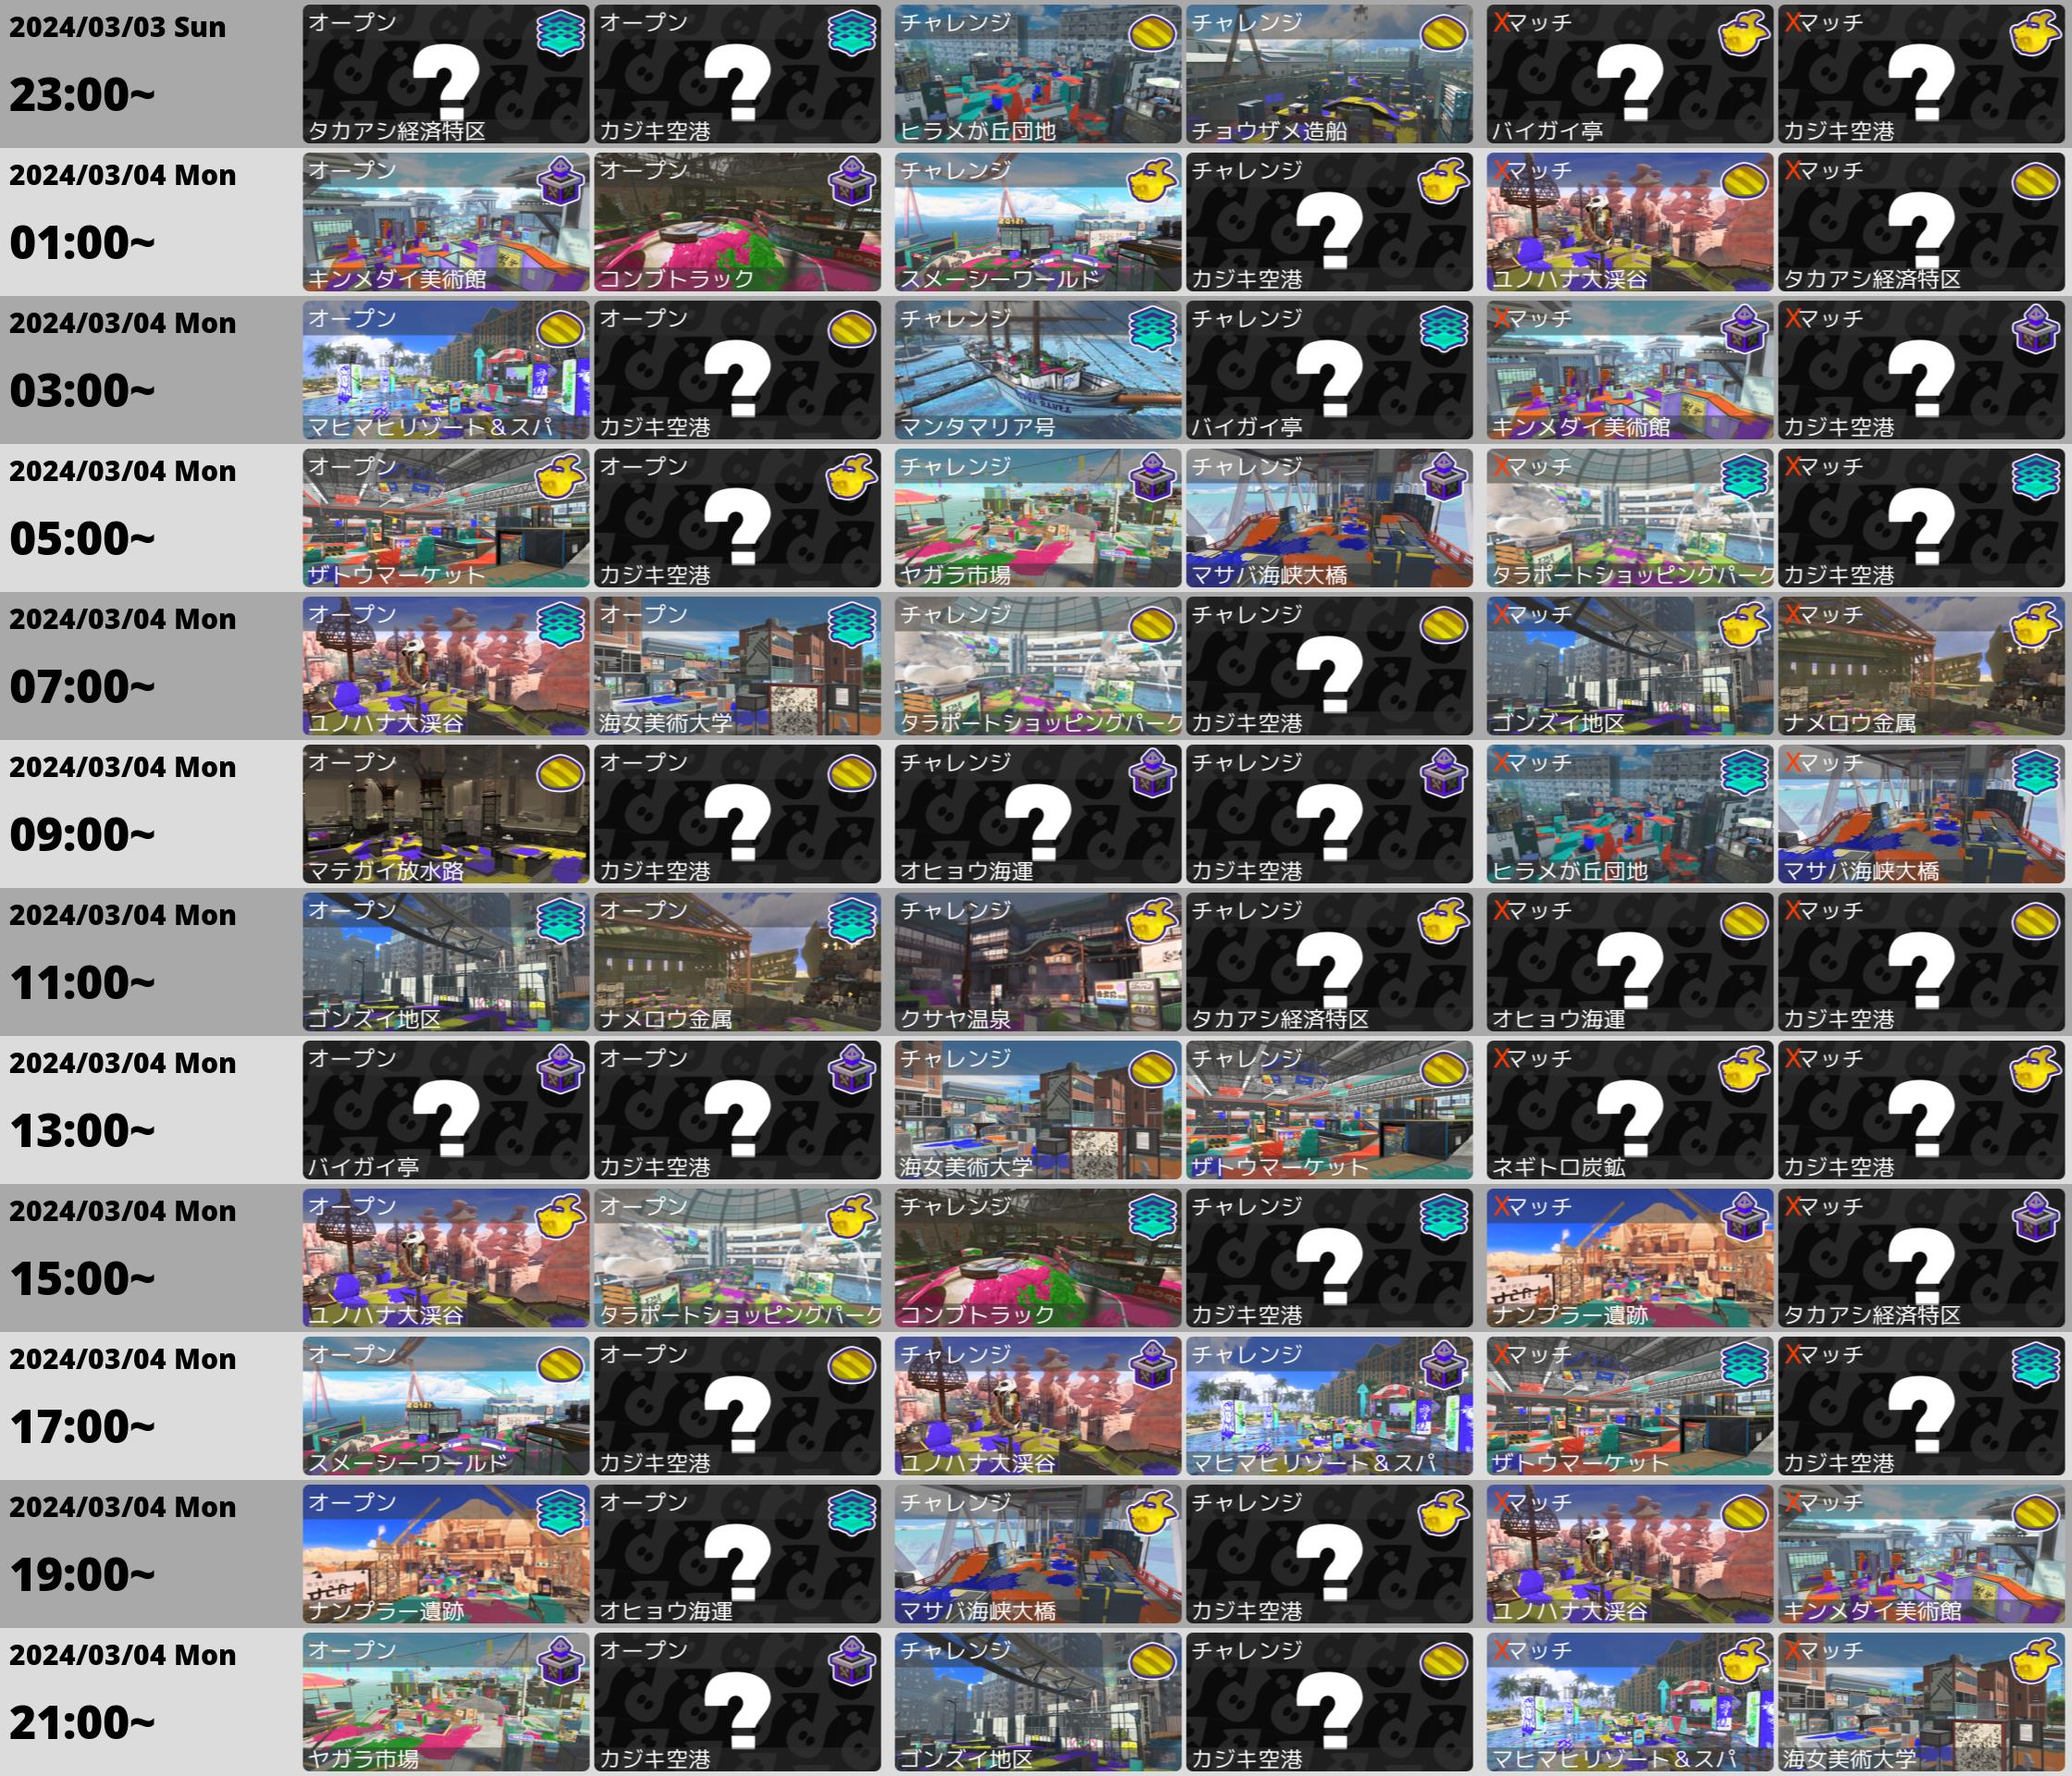 2024/03/03 Sun
23:00~
オープン
タカアシ経済特区
オープン
カジキ空港
チャレンジ
ヒラメが丘団地
チャレンジ
チョウザメ造船
Xマッチ
バイガイ亭
Xマッチ
カジキ空港
2024/03/04 Mon
01:00~
オープン
キンメダイ美術館
オープン
コンブトラック
チャレンジ
スメーシーワールド
チャレンジ
カジキ空港
Xマッチ
ユノハナ大渓谷
Xマッチ
タカアシ経済特区
2024/03/04 Mon
03:00~
オープン
マヒマヒリゾート＆スパ
オープン
カジキ空港
チャレンジ
マンタマリア号
チャレンジ
バイガイ亭
Xマッチ
キンメダイ美術館
Xマッチ
カジキ空港
2024/03/04 Mon
05:00~
オープン
ザトウマーケット
オープン
カジキ空港
チャレンジ
ヤガラ市場
チャレンジ
マサバ海峡大橋
Xマッチ
タラポートショッピングパーク
Xマッチ
カジキ空港
2024/03/04 Mon
07:00~
オープン
ユノハナ大渓谷
オープン
海女美術大学
チャレンジ
タラポートショッピングパーク
チャレンジ
カジキ空港
Xマッチ
ゴンズイ地区
Xマッチ
ナメロウ金属
2024/03/04 Mon
09:00~
オープン
マテガイ放水路
オープン
カジキ空港
チャレンジ
オヒョウ海運
チャレンジ
カジキ空港
Xマッチ
ヒラメが丘団地
Xマッチ
マサバ海峡大橋
2024/03/04 Mon
11:00~
オープン
ゴンズイ地区
オープン
ナメロウ金属
チャレンジ
クサヤ温泉
チャレンジ
タカアシ経済特区
Xマッチ
オヒョウ海運
Xマッチ
カジキ空港
2024/03/04 Mon
13:00~
オープン
バイガイ亭
オープン
カジキ空港
チャレンジ
海女美術大学
チャレンジ
ザトウマーケット
Xマッチ
ネギトロ炭鉱
Xマッチ
カジキ空港
2024/03/04 Mon
15:00~
オープン
ユノハナ大渓谷
オープン
タラポートショッピングパーク
チャレンジ
コンブトラック
チャレンジ
カジキ空港
Xマッチ
ナンプラー遺跡
Xマッチ
タカアシ経済特区
2024/03/04 Mon
17:00~
オープン
スメーシーワールド
オープン
カジキ空港
チャレンジ
ユノハナ大渓谷
チャレンジ
マヒマヒリゾート＆スパ
Xマッチ
ザトウマーケット
Xマッチ
カジキ空港
2024/03/04 Mon
19:00~
オープン
ナンプラー遺跡
オープン
オヒョウ海運
チャレンジ
マサバ海峡大橋
チャレンジ
カジキ空港
Xマッチ
ユノハナ大渓谷
Xマッチ
キンメダイ美術館
2024/03/04 Mon
21:00~
オープン
ヤガラ市場
オープン
カジキ空港
チャレンジ
ゴンズイ地区
チャレンジ
カジキ空港
Xマッチ
マヒマヒリゾート＆スパ
Xマッチ
海女美術大学